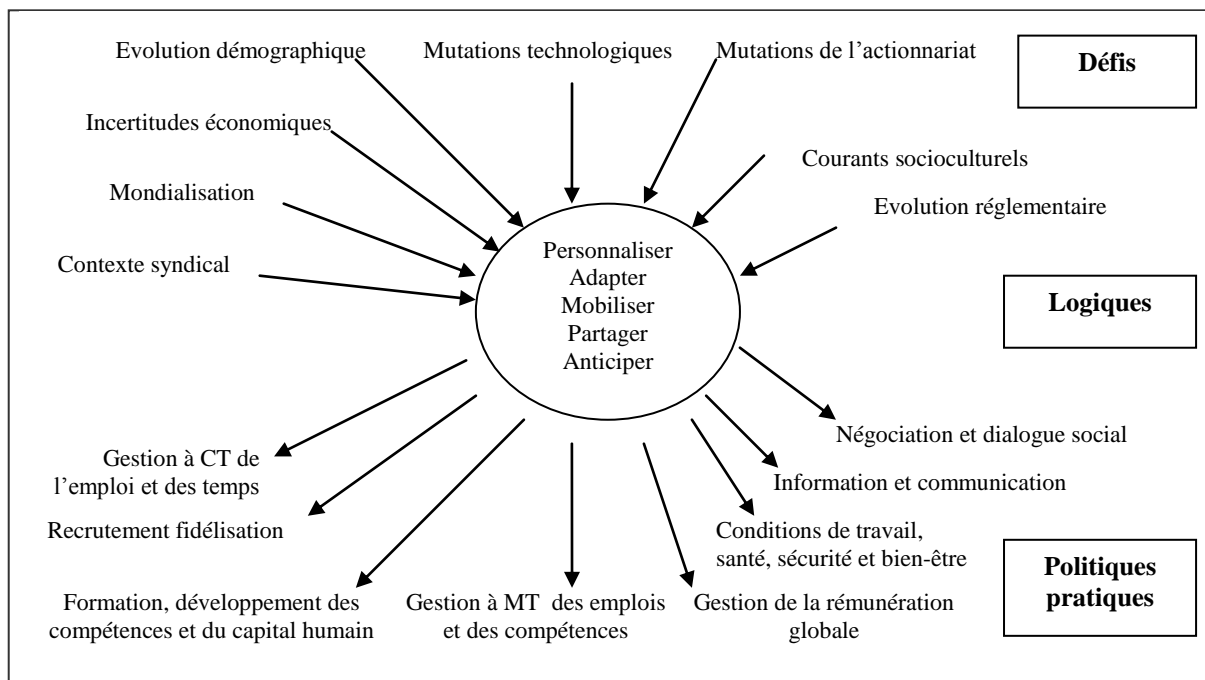 Evolution démographique
Mutations technologiques
Mutations de l'actionnariat
Défis
Incertitudes économiques
Courants socioculturels
Mondialisation
Evolution réglementaire
Contexte syndical
Personnaliser
Adapter
Mobiliser
Partager
Anticiper
Logiques
Négociation et dialogue social
Gestion à CT de
l'emploi et des temps
Information et communication
Recrutement fidélisation
Conditions de travail,
santé, sécurité et bien-être
Politiques
pratiques
Formation, développement des
compétences et du capital humain
Gestion à MT des emplois
et des compétences
Gestion de la rémunération
globale